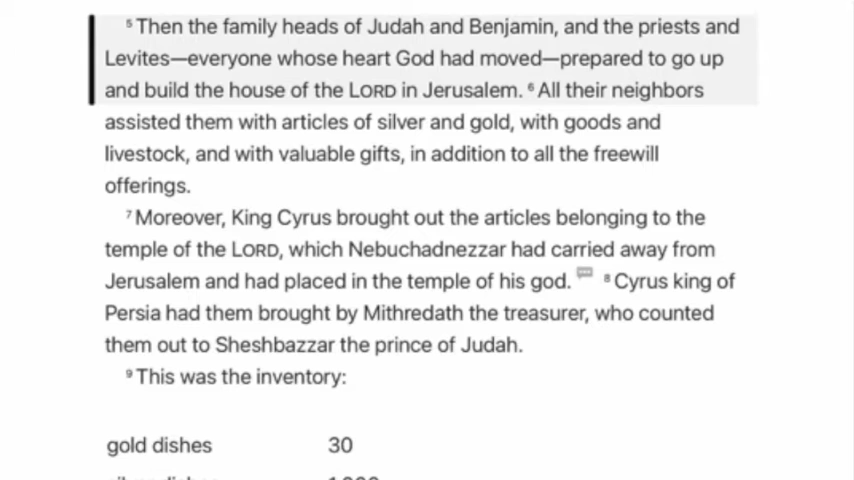 ⁵ Then the family heads of Judah and Benjamin, and the priests and
Levites—everyone whose heart God had moved—prepared to go up
and build the house of the LORD in Jerusalem. ⁶ All their neighbors
assisted them with articles of silver and gold, with goods and
livestock, and with valuable gifts, in addition to all the freewill
offerings.
⁷ Moreover, King Cyrus brought out the articles belonging to the
temple of the LORD, which Nebuchadnezzar had carried away from
Jerusalem and had placed in the temple of his god. ⁸ Cyrus king of
Persia had them brought by Mithredath the treasurer, who counted
them out to Sheshbazzar the prince of Judah.
⁹ This was the inventory:
gold dishes 30